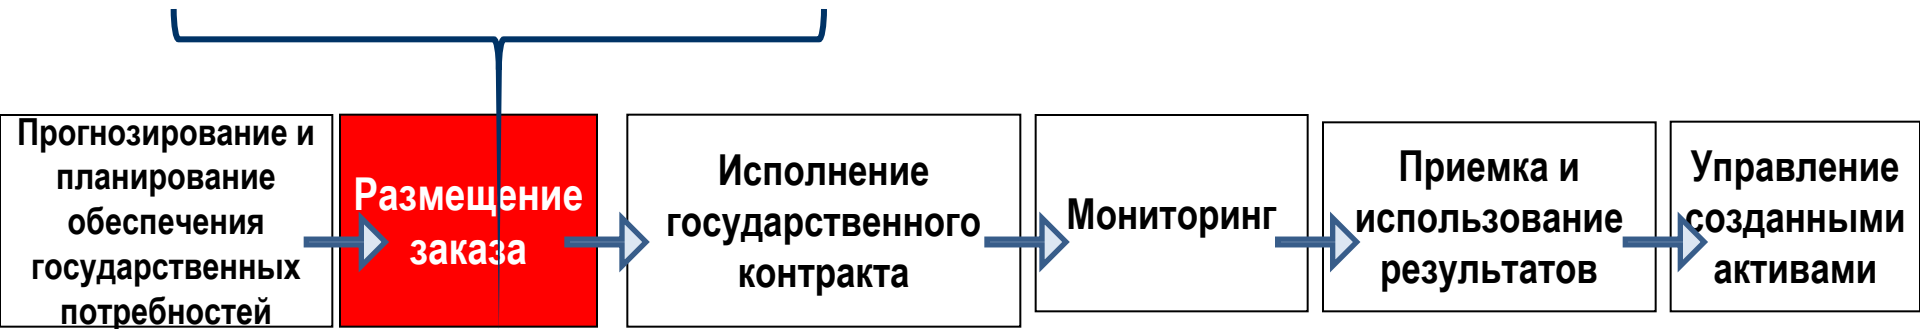 Прогнозирование и
планирование
обеспечения
государственных
потребностей
Размещение
заказа
Исполнение
государственного
контракта
Мониторинг
Приемка и
использование
результатов
Управление
созданными
активами